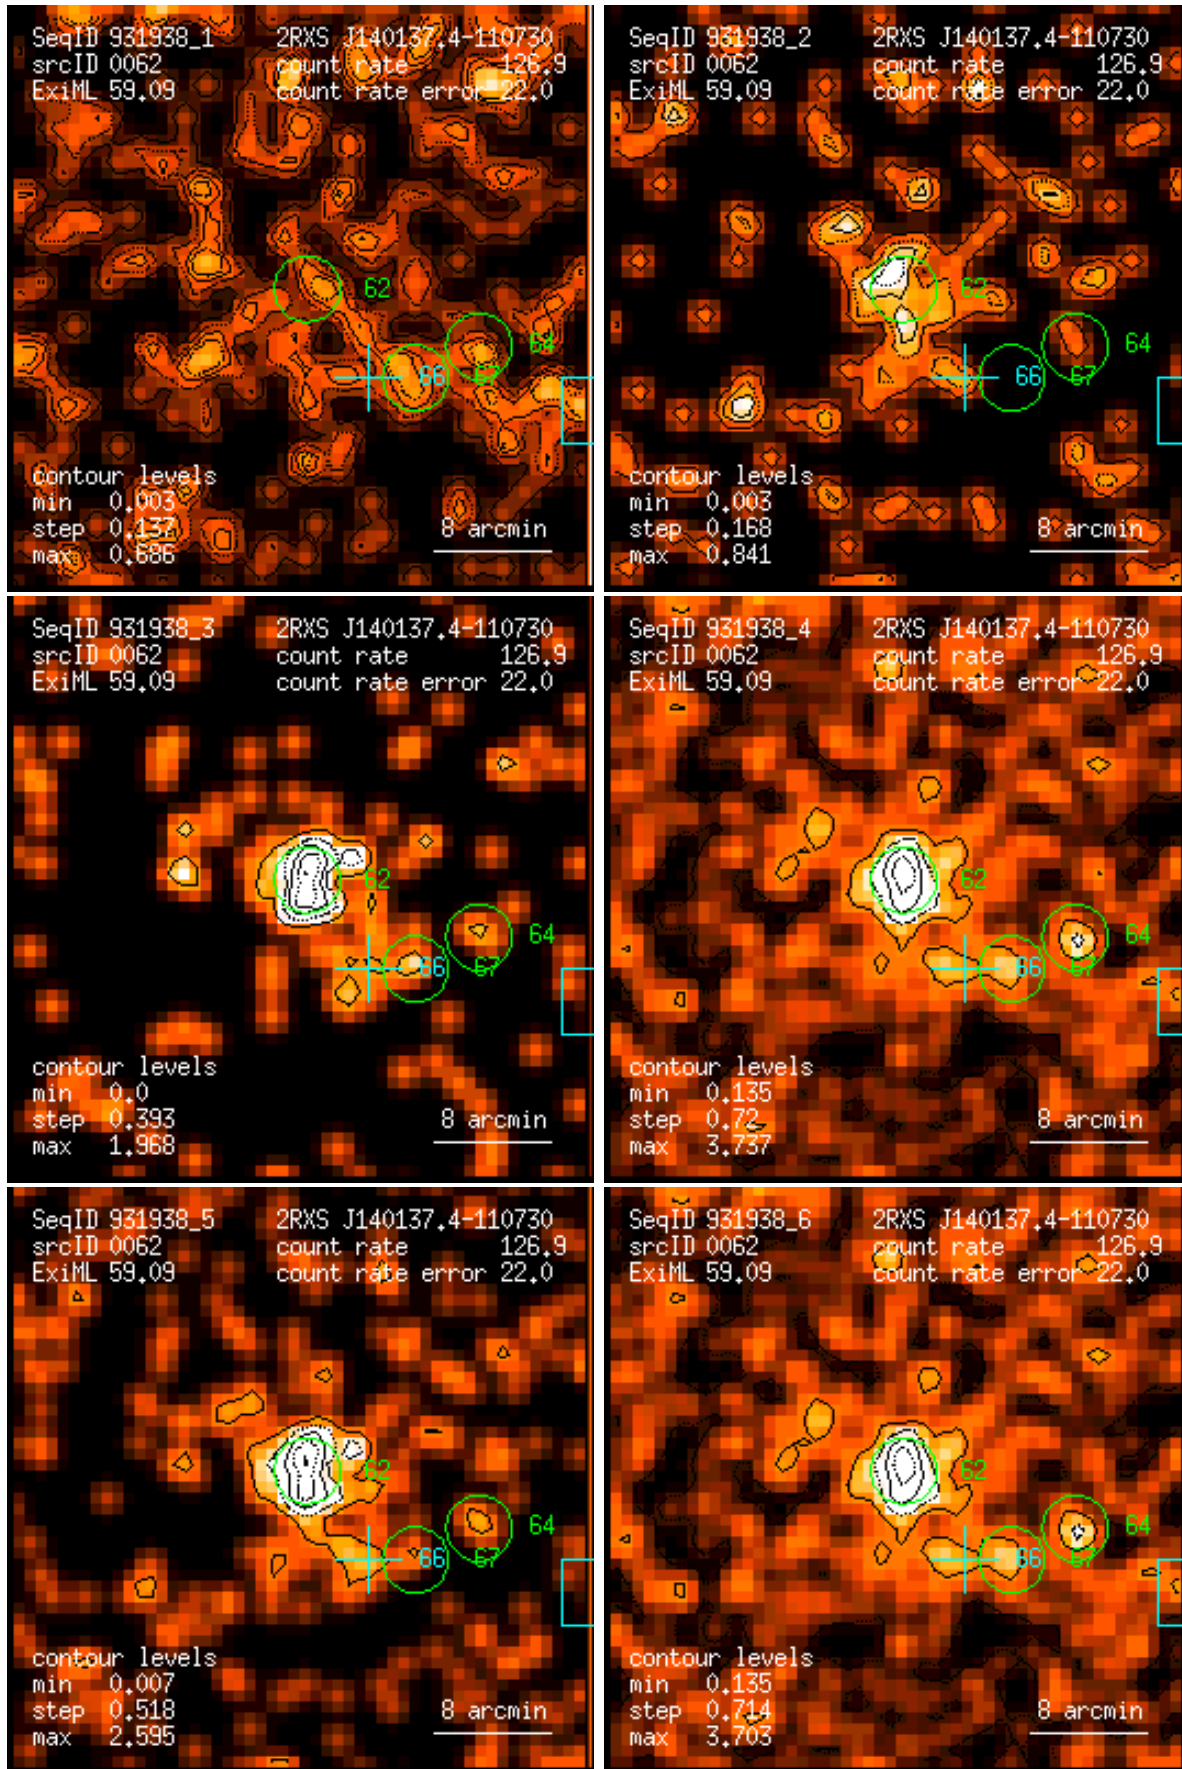 SeqID 931938_1 2RXS J140137.4-110730
srcID 0062 count rate 126.9
ExiML 59.09 count rate error 22.0
62
64
66 67
contour levels
min 0.003
step 0.137
max 0.686
8 arcmin
SeqID 931938_2 2RXS J140137.4-110730
srcID 0062 count rate 126.9
ExiML 59.09 count rate error 22.0
62
64
66 67
contour levels
min 0.003
step 0.168
max 0.841
8 arcmin
SeqID 931938_3 2RXS J140137.4-110730
srcID 0062 count rate 126.9
ExiML 59.09 count rate error 22.0
62
64
66 67
contour levels
min 0.0
step 0.393
max 1.968
8 arcmin
SeqID 931938_4 2RXS J140137.4-110730
srcID 0062 count rate 126.9
ExiML 59.09 count rate error 22.0
62
64
66 67
contour levels
min 0.135
step 0.72
max 3.737
8 arcmin
SeqID 931938_5 2RXS J140137.4-110730
srcID 0062 count rate 126.9
ExiML 59.09 count rate error 22.0
62
64
66 67
contour levels
min 0.007
step 0.518
max 2.595
8 arcmin
SeqID 931938_6 2RXS J140137.4-110730
srcID 0062 count rate 126.9
ExiML 59.09 count rate error 22.0
62
64
66 67
contour levels
min 0.135
step 0.714
max 3.703
8 arcmin